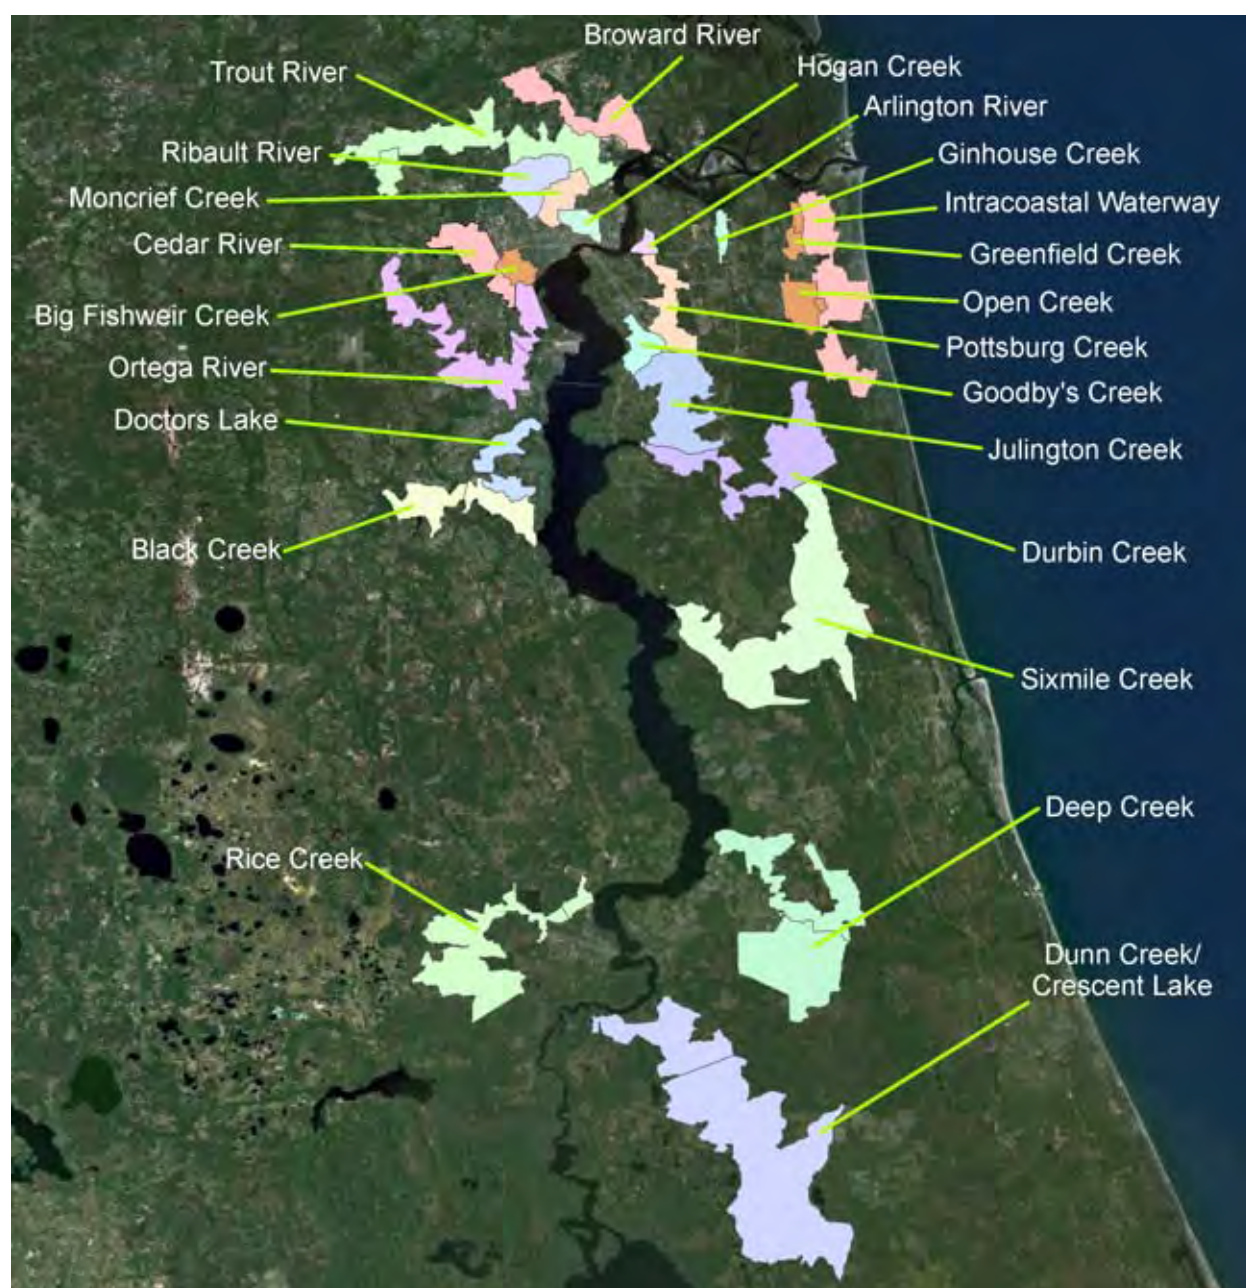 Broward River
Hogan Creek
Trout River
Arlington River
Ribault River
Ginhouse Creek
Moncrief Creek
Intracoastal Waterway
Cedar River
Greenfield Creek
Open Creek
Big Fishweir Creek
Pottsburg Creek
Ortega River
Goodby's Creek
Doctors Lake
Julington Creek
Black Creek
Durbin Creek
Sixmile Creek
Deep Creek
Rice Creek
Dunn Creek/
Crescent Lake